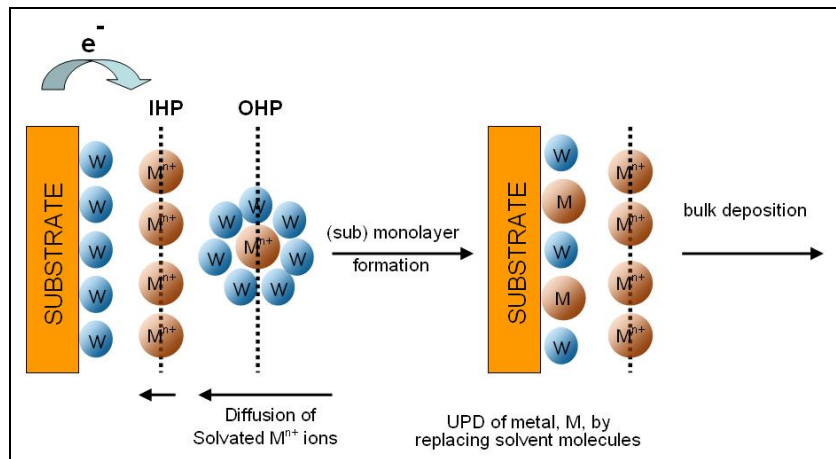 e⁻
IHP
OHP
SUBSTRATE
W
W
W
W
W
Mⁿ⁺
Mⁿ⁺
Mⁿ⁺
Mⁿ⁺
W
W
W
W
W
W
W
Mⁿ⁺
(sub) monolayer
formation
SUBSTRATE
W
M
W
M
W
Mⁿ⁺
Mⁿ⁺
Mⁿ⁺
Mⁿ⁺
bulk deposition
Diffusion of
Solvated Mⁿ⁺ ions
UPD of metal, M, by
replacing solvent molecules